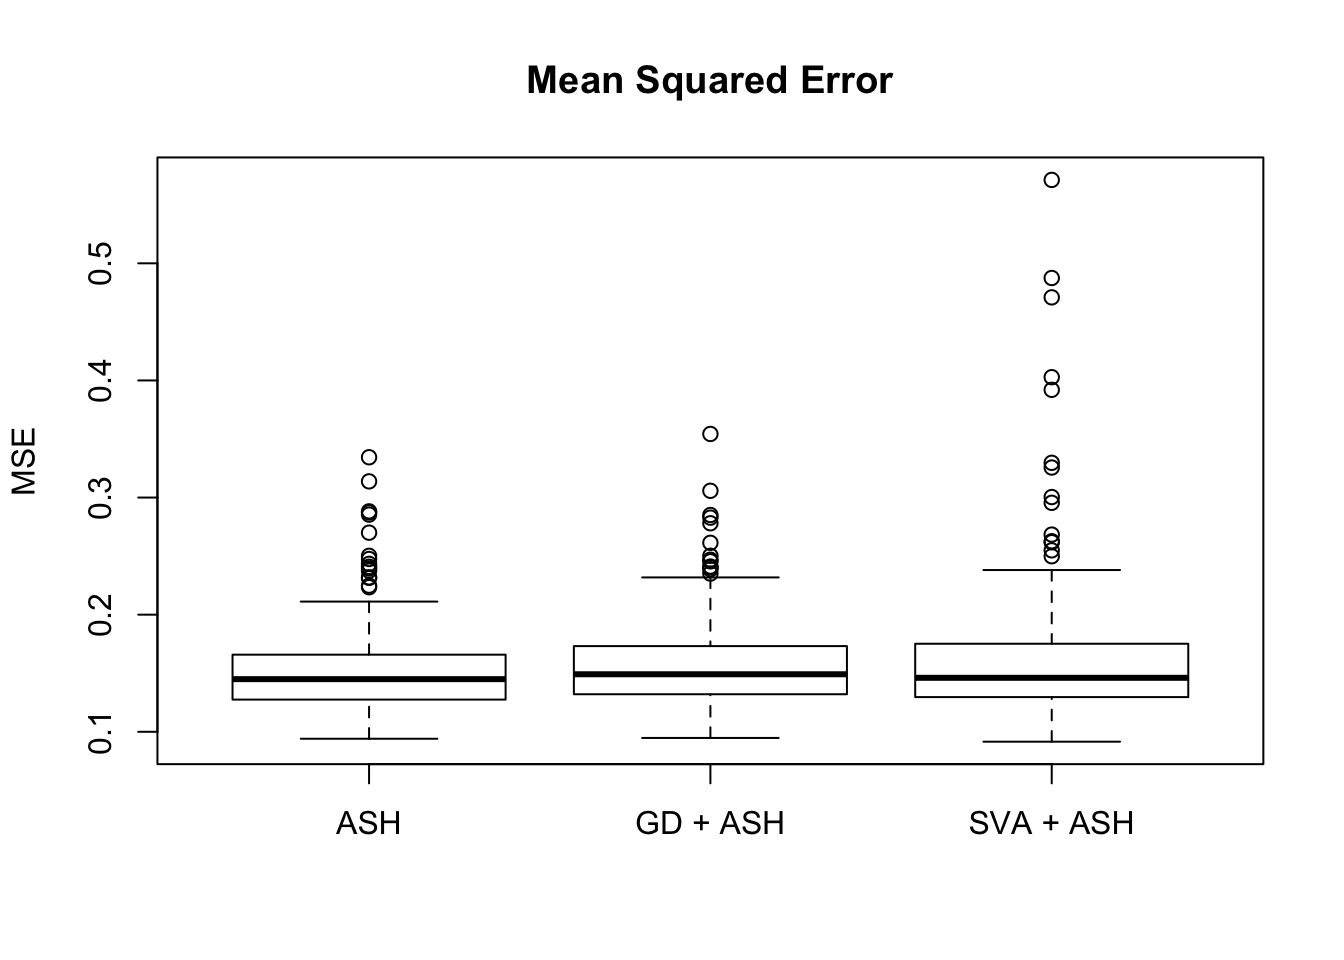 Mean Squared Error
MSE
0.5
0.4
0.3
0.2
0.1
ASH
GD + ASH
SVA + ASH